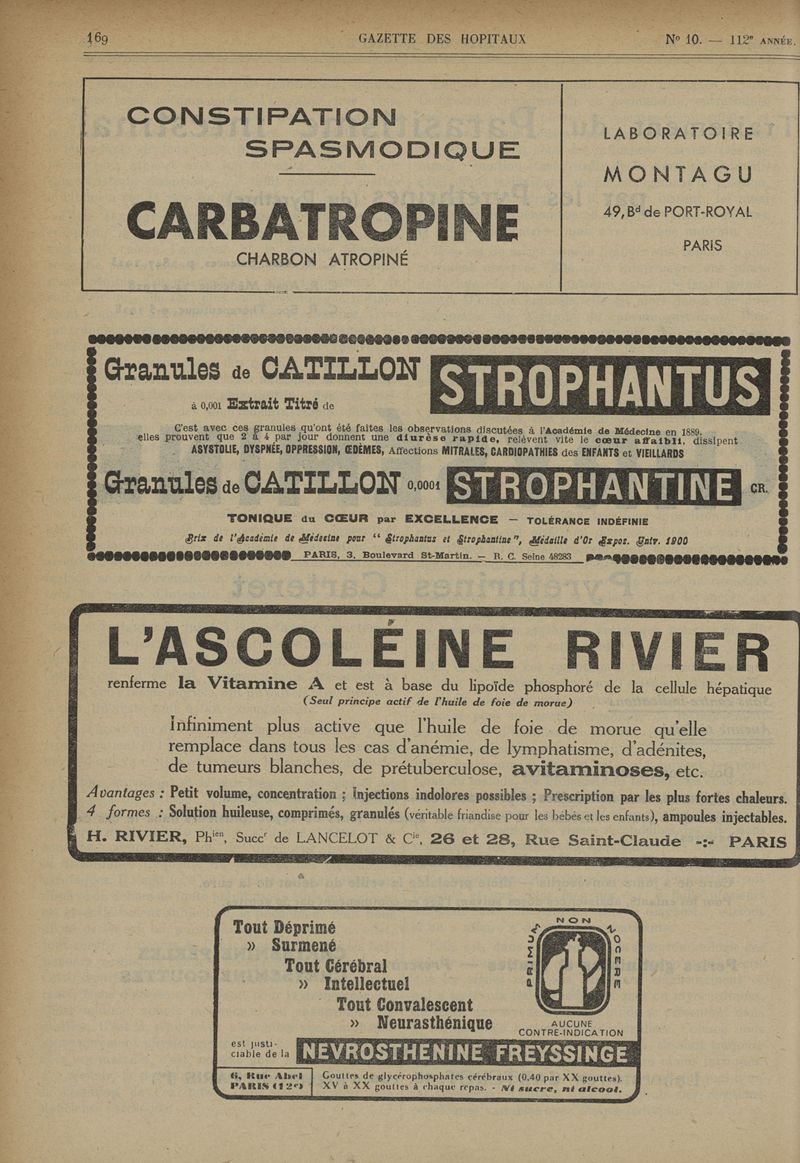 169
GAZETTE DES HOPITAUX
N° 10. — 112e ANNÉE.
CONSTIPATION
SPASMODIQUE
CARBATROPINE
CHARBON ATROPINÉ
LABORATOIRE
MONTAGU
49, Bd de PORT-ROYAL
PARIS
Granules de CATILLON STROPHANTUS
à 0,001 Extrait Titré de
C'est avec ces granules qu'ont été faites les observations discutées à l'Académie de Médecine en 1889,
elles prouvent que 2 à 4 par jour donnent une diurèse rapide, relèvent vite le cœur affaibli, dissipent
ASYSTOLIE, DYSPNÉE, OPPRESSION, ŒDÈMES, Affections MITRALES, CARDIOPATHIES des ENFANTS et VIEILLARDS
Granules de CATILLON 0,0001 STROPHANTINE CR.
TONIQUE du CŒUR par EXCELLENCE — TOLÉRANCE INDÉFINIE
Prix de l'Académie de Médecine pour “ Strophantus et Strophantine ”, Médaille d'Or Expos. Univ. 1900
PARIS, 3, Boulevard St-Martin. — R. C. Seine 48283
L'ASCOLÉINE RIVIER
renferme la Vitamine A et est à base du lipoïde phosphoré de la cellule hépatique
(Seul principe actif de l'huile de foie de morue)
Infiniment plus active que l'huile de foie de morue qu'elle
remplace dans tous les cas d'anémie, de lymphatisme, d'adénites,
de tumeurs blanches, de prétuberculose, avitaminoses, etc.
Avantages : Petit volume, concentration ; Injections indolores possibles ; Prescription par les plus fortes chaleurs.
4 formes : Solution huileuse, comprimés, granulés (véritable friandise pour les bébés et les enfants), ampoules injectables.
H. RIVIER, Phien, Succr de LANCELOT & Cie, 26 et 28, Rue Saint-Claude -:- PARIS
Tout Déprimé
» Surmené
Tout Cérébral
» Intellectuel
Tout Convalescent
» Neurasthénique
PRIMUM NON NOCERE
AUCUNE
CONTRE-INDICATION
est justi-
ciable de la
NEVROSTHENINE FREYSSINGE
6, Rue Abel
PARIS (12e)
Gouttes de glycérophosphates cérébraux (0,40 par XX gouttes).
XV à XX gouttes à chaque repas. - Ni sucre, ni alcool.